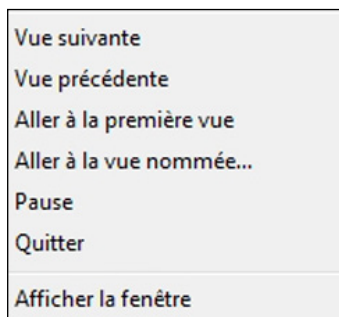 Vue suivante
Vue précédente
Aller à la première vue
Aller à la vue nommée...
Pause
Quitter
Afficher la fenêtre